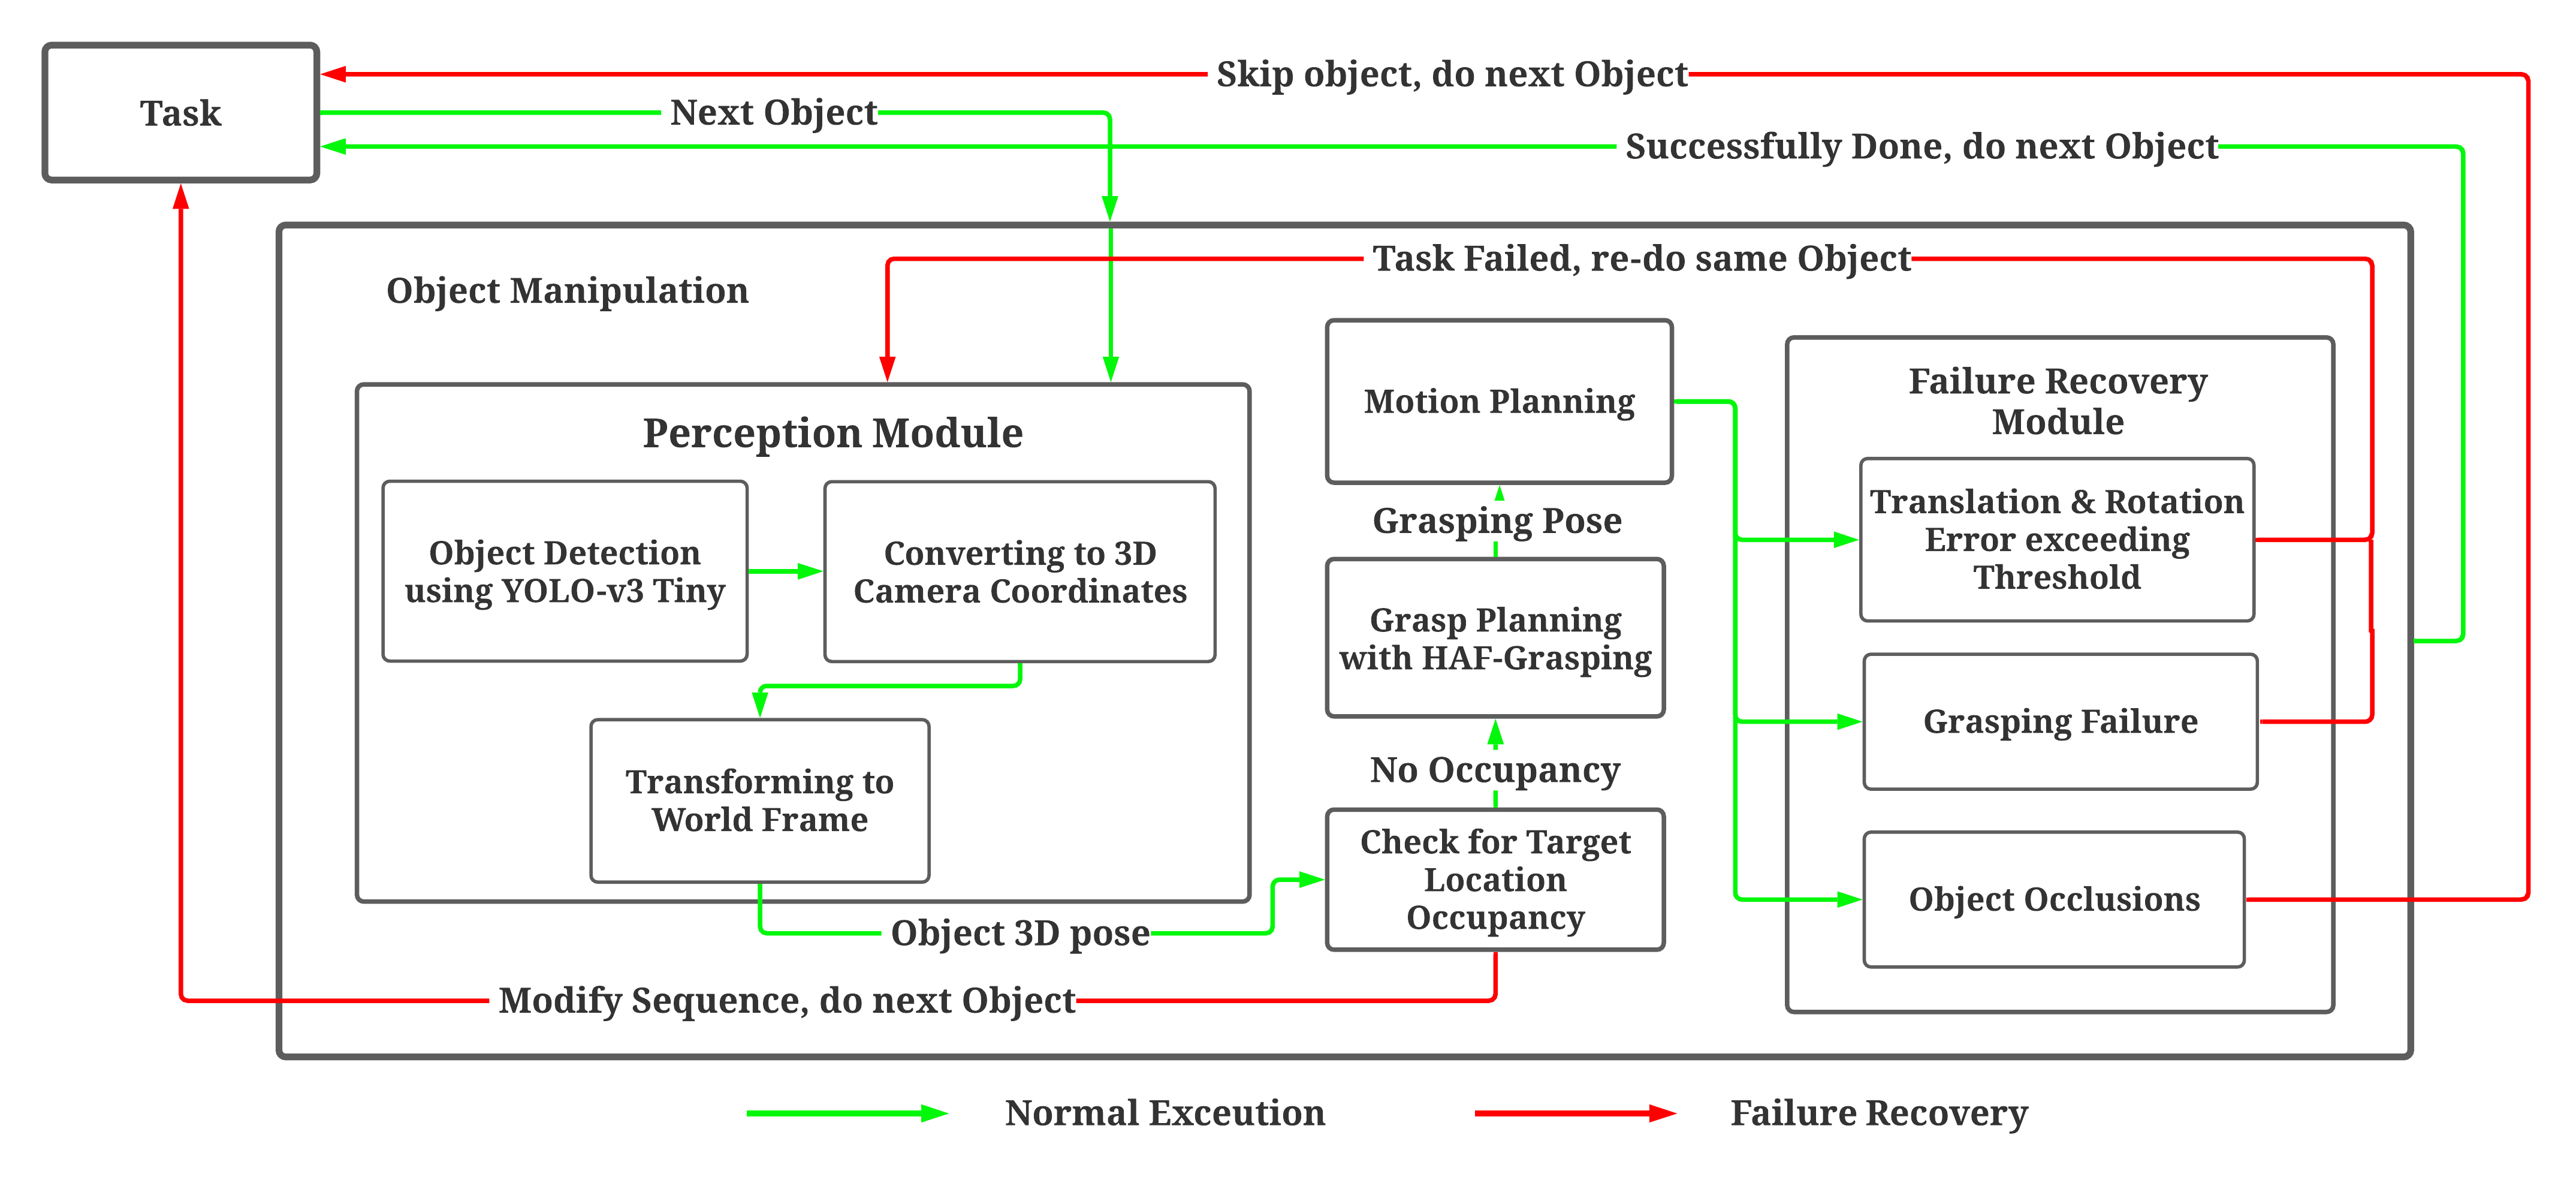 Skip object, do next Object
Task
Next Object
Successfully Done, do next Object
Task Failed, re-do same Object
Object Manipulation
Perception Module
Object Detection
using YOLO-v3 Tiny
Converting to 3D
Camera Coordinates
Transforming to
World Frame
Object 3D pose
Modify Sequence, do next Object
Motion Planning
Grasping Pose
Grasp Planning
with HAF-Grasping
No Occupancy
Check for Target
Location
Occupancy
Failure Recovery
Module
Translation & Rotation
Error exceeding
Threshold
Grasping Failure
Object Occlusions
Normal Exceution
Failure Recovery